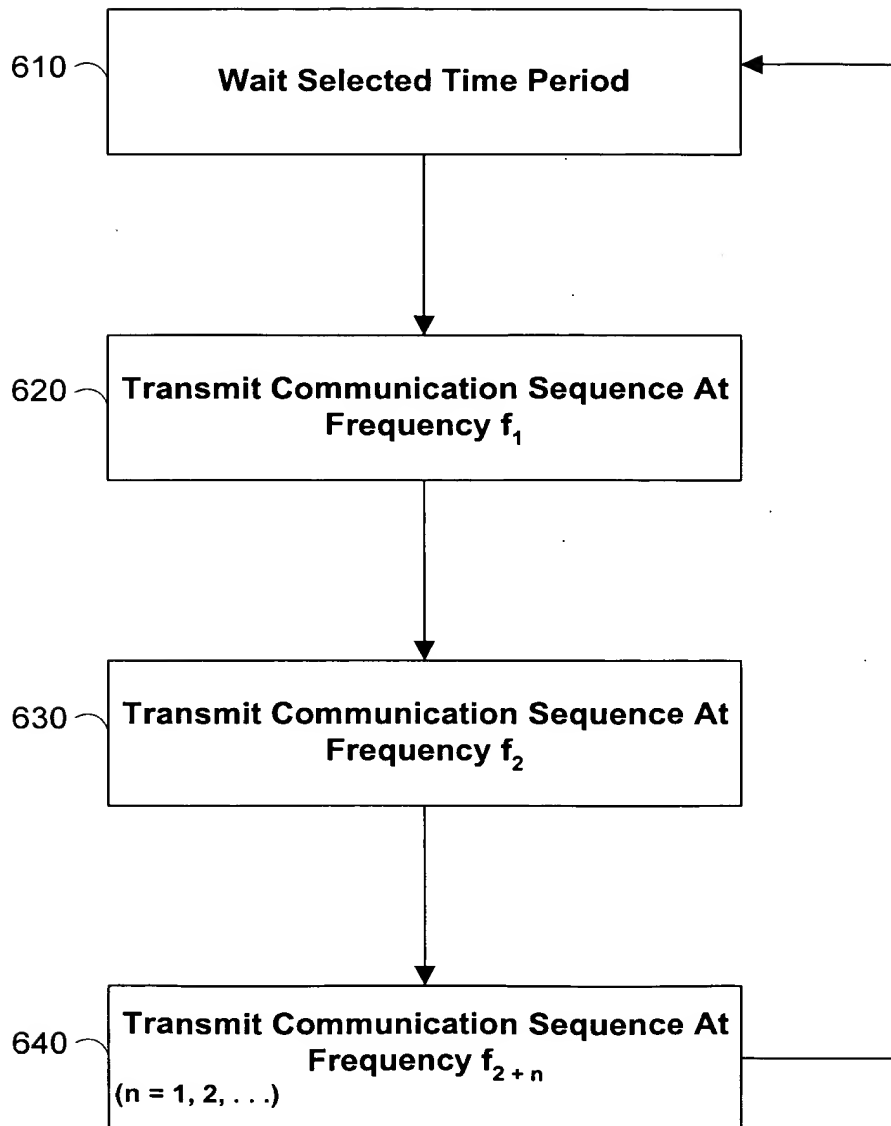 610
Wait Selected Time Period
620
Transmit Communication Sequence At
Frequency f₁
630
Transmit Communication Sequence At
Frequency f₂
640
Transmit Communication Sequence At
Frequency f₂ ₊ ₙ
(n = 1, 2, . . .)